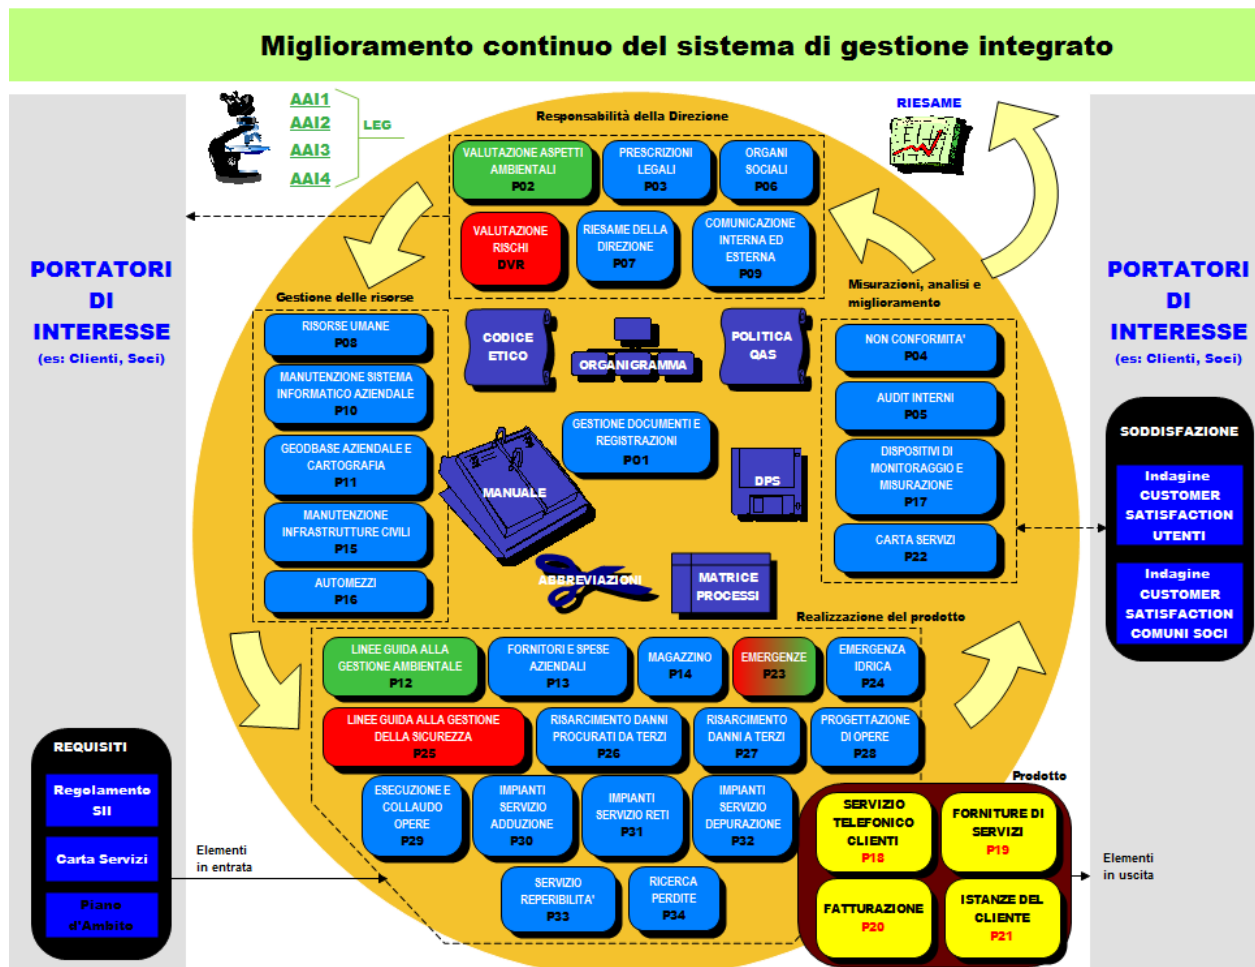 Miglioramento continuo del sistema di gestione integrato
AAI1
AAI2
AAI3
AAI4
LEG
RIESAME
Responsabilità della Direzione
VALUTAZIONE ASPETTI
AMBIENTALI
P02
PRESCRIZIONI
LEGALI
P03
ORGANI
SOCIALI
P06
VALUTAZIONE
RISCHI
DVR
RIESAME DELLA
DIREZIONE
P07
COMUNICAZIONE
INTERNA ED
ESTERNA
P09
PORTATORI
DI
INTERESSE
(es: Clienti, Soci)
Gestione delle risorse
RISORSE UMANE
P08
MANUTENZIONE SISTEMA
INFORMATICO AZIENDALE
P10
GEODBASE AZIENDALE E
CARTOGRAFIA
P11
MANUTENZIONE
INFRASTRUTTURE CIVILI
P15
AUTOMEZZI
P16
CODICE
ETICO
ORGANIGRAMMA
POLITICA
QAS
GESTIONE DOCUMENTI E
REGISTRAZIONI
P01
MANUALE
DPS
ABBREVIAZIONI
MATRICE
PROCESSI
Misurazioni, analisi e
miglioramento
NON CONFORMITA'
P04
AUDIT INTERNI
P05
DISPOSITIVI DI
MONITORAGGIO E
MISURAZIONE
P17
CARTA SERVIZI
P22
PORTATORI
DI
INTERESSE
(es: Clienti, Soci)
SODDISFAZIONE
Indagine
CUSTOMER
SATISFACTION
UTENTI
Indagine
CUSTOMER
SATISFACTION
COMUNI SOCI
Realizzazione del prodotto
LINEE GUIDA ALLA
GESTIONE AMBIENTALE
P12
FORNITORI E SPESE
AZIENDALI
P13
MAGAZZINO
P14
EMERGENZE
P23
EMERGENZA
IDRICA
P24
LINEE GUIDA ALLA GESTIONE
DELLA SICUREZZA
P25
RISARCIMENTO DANNI
PROCURATI DA TERZI
P26
RISARCIMENTO
DANNI A TERZI
P27
PROGETTAZIONE
DI OPERE
P28
ESECUZIONE E
COLLAUDO
OPERE
P29
IMPIANTI
SERVIZIO
ADDUZIONE
P30
IMPIANTI
SERVIZIO RETI
P31
IMPIANTI
SERVIZIO
DEPURAZIONE
P32
SERVIZIO
REPERIBILITA'
P33
RICERCA
PERDITE
P34
REQUISITI
Regolamento
SII
Carta Servizi
Piano
d'Ambito
Elementi
in entrata
Prodotto
SERVIZIO
TELEFONICO
CLIENTI
P18
FORNITURE DI
SERVIZI
P19
FATTURAZIONE
P20
ISTANZE DEL
CLIENTE
P21
Elementi
in uscita